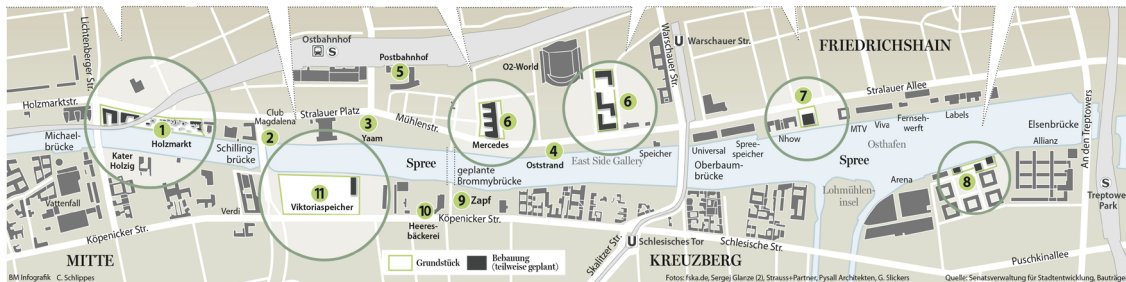 Lichtenberger Str.
Ostbahnhof
S
Postbahnhof
5
O2-World
Warschauer Str.
U Warschauer Str.
FRIEDRICHSHAIN
Stralauer Allee
An den Treptowers
Holzmarktstr.
Club
Magdalena
Stralauer Platz
Mühlenstr.
6
6
7
Michael-
brücke
1
Holzmarkt
Schilling-
brücke
2
3
Yaam
Mercedes
4
Oststrand
East Side Gallery
Speicher
Universal
Spree-
speicher
Nhow
MTV
Viva
Fernseh-
werft
Labels
Osthafen
Elsenbrücke
Allianz
Kater
Holzig
Spree
geplante
Brommybrücke
Oberbaum-
brücke
Spree
Arena
8
Lohmühlen-
insel
S
Treptower
Park
Vattenfall
Verdi
11
Viktoriaspeicher
10
Heeres-
bäckerei
9 Zapf
Köpenicker Str.
Köpenicker Str.
Skalitzer Str.
U Schlesisches Tor
Schlesische Str.
Puschkinallee
MITTE
KREUZBERG
Grundstück
Bebauung
(teilweise geplant)
BM Infografik C. Schlippes
Fotos: fska.de, Sergej Glanze (2), Strauss+Partner, Pysall Architekten, G. Slickers
Quelle: Senatsverwaltung für Stadtentwicklung, Bauträger